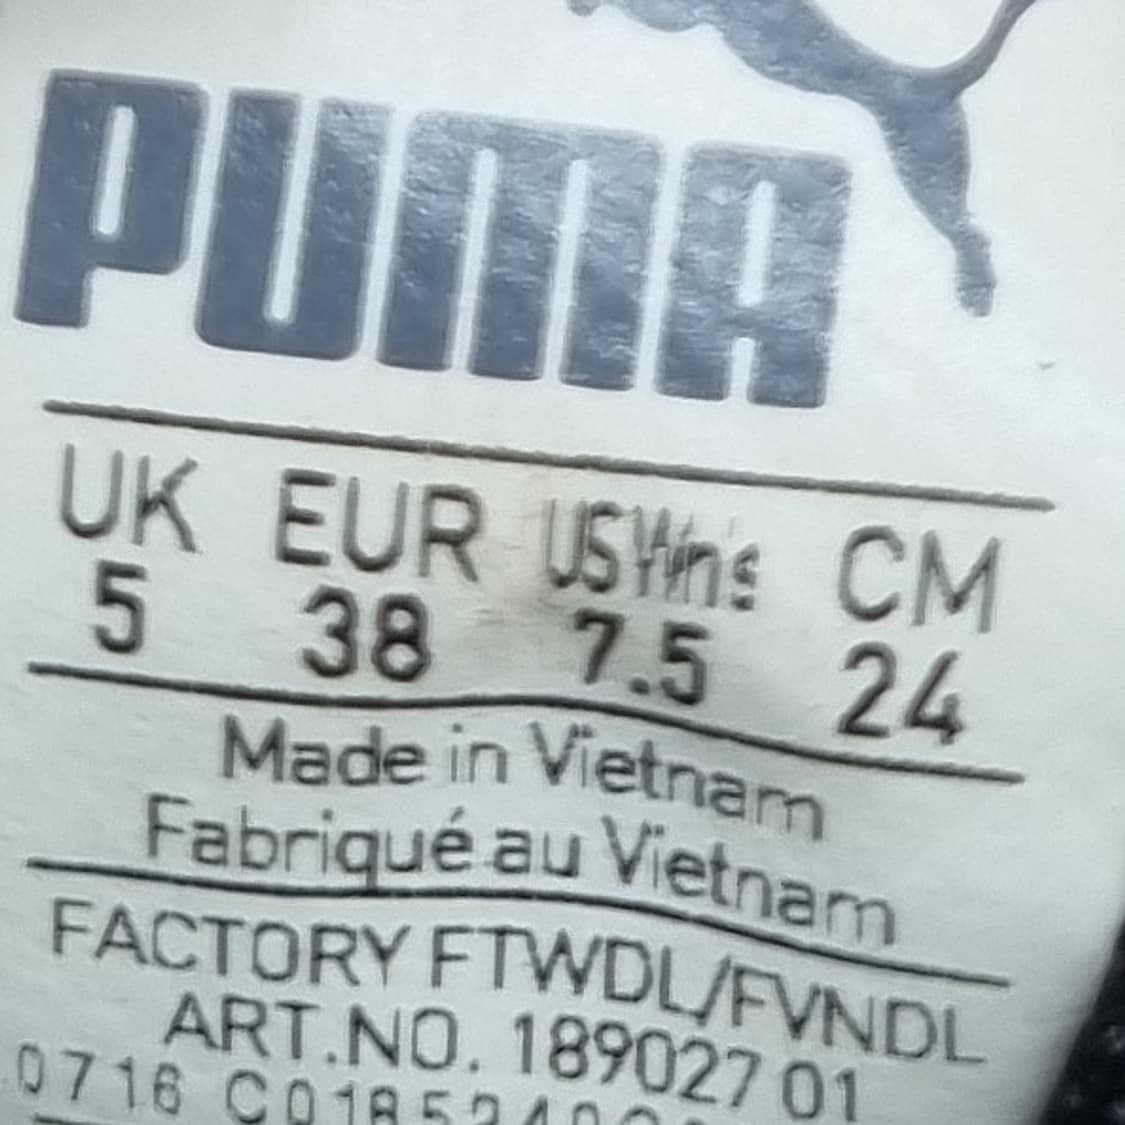 PUMA
UK EUR US Wns CM
5 38 7.5 24
Made in Vietnam
Fabriqué au Vietnam
FACTORY FTWDL/FVNDL
ART.NO. 189027 01
0716